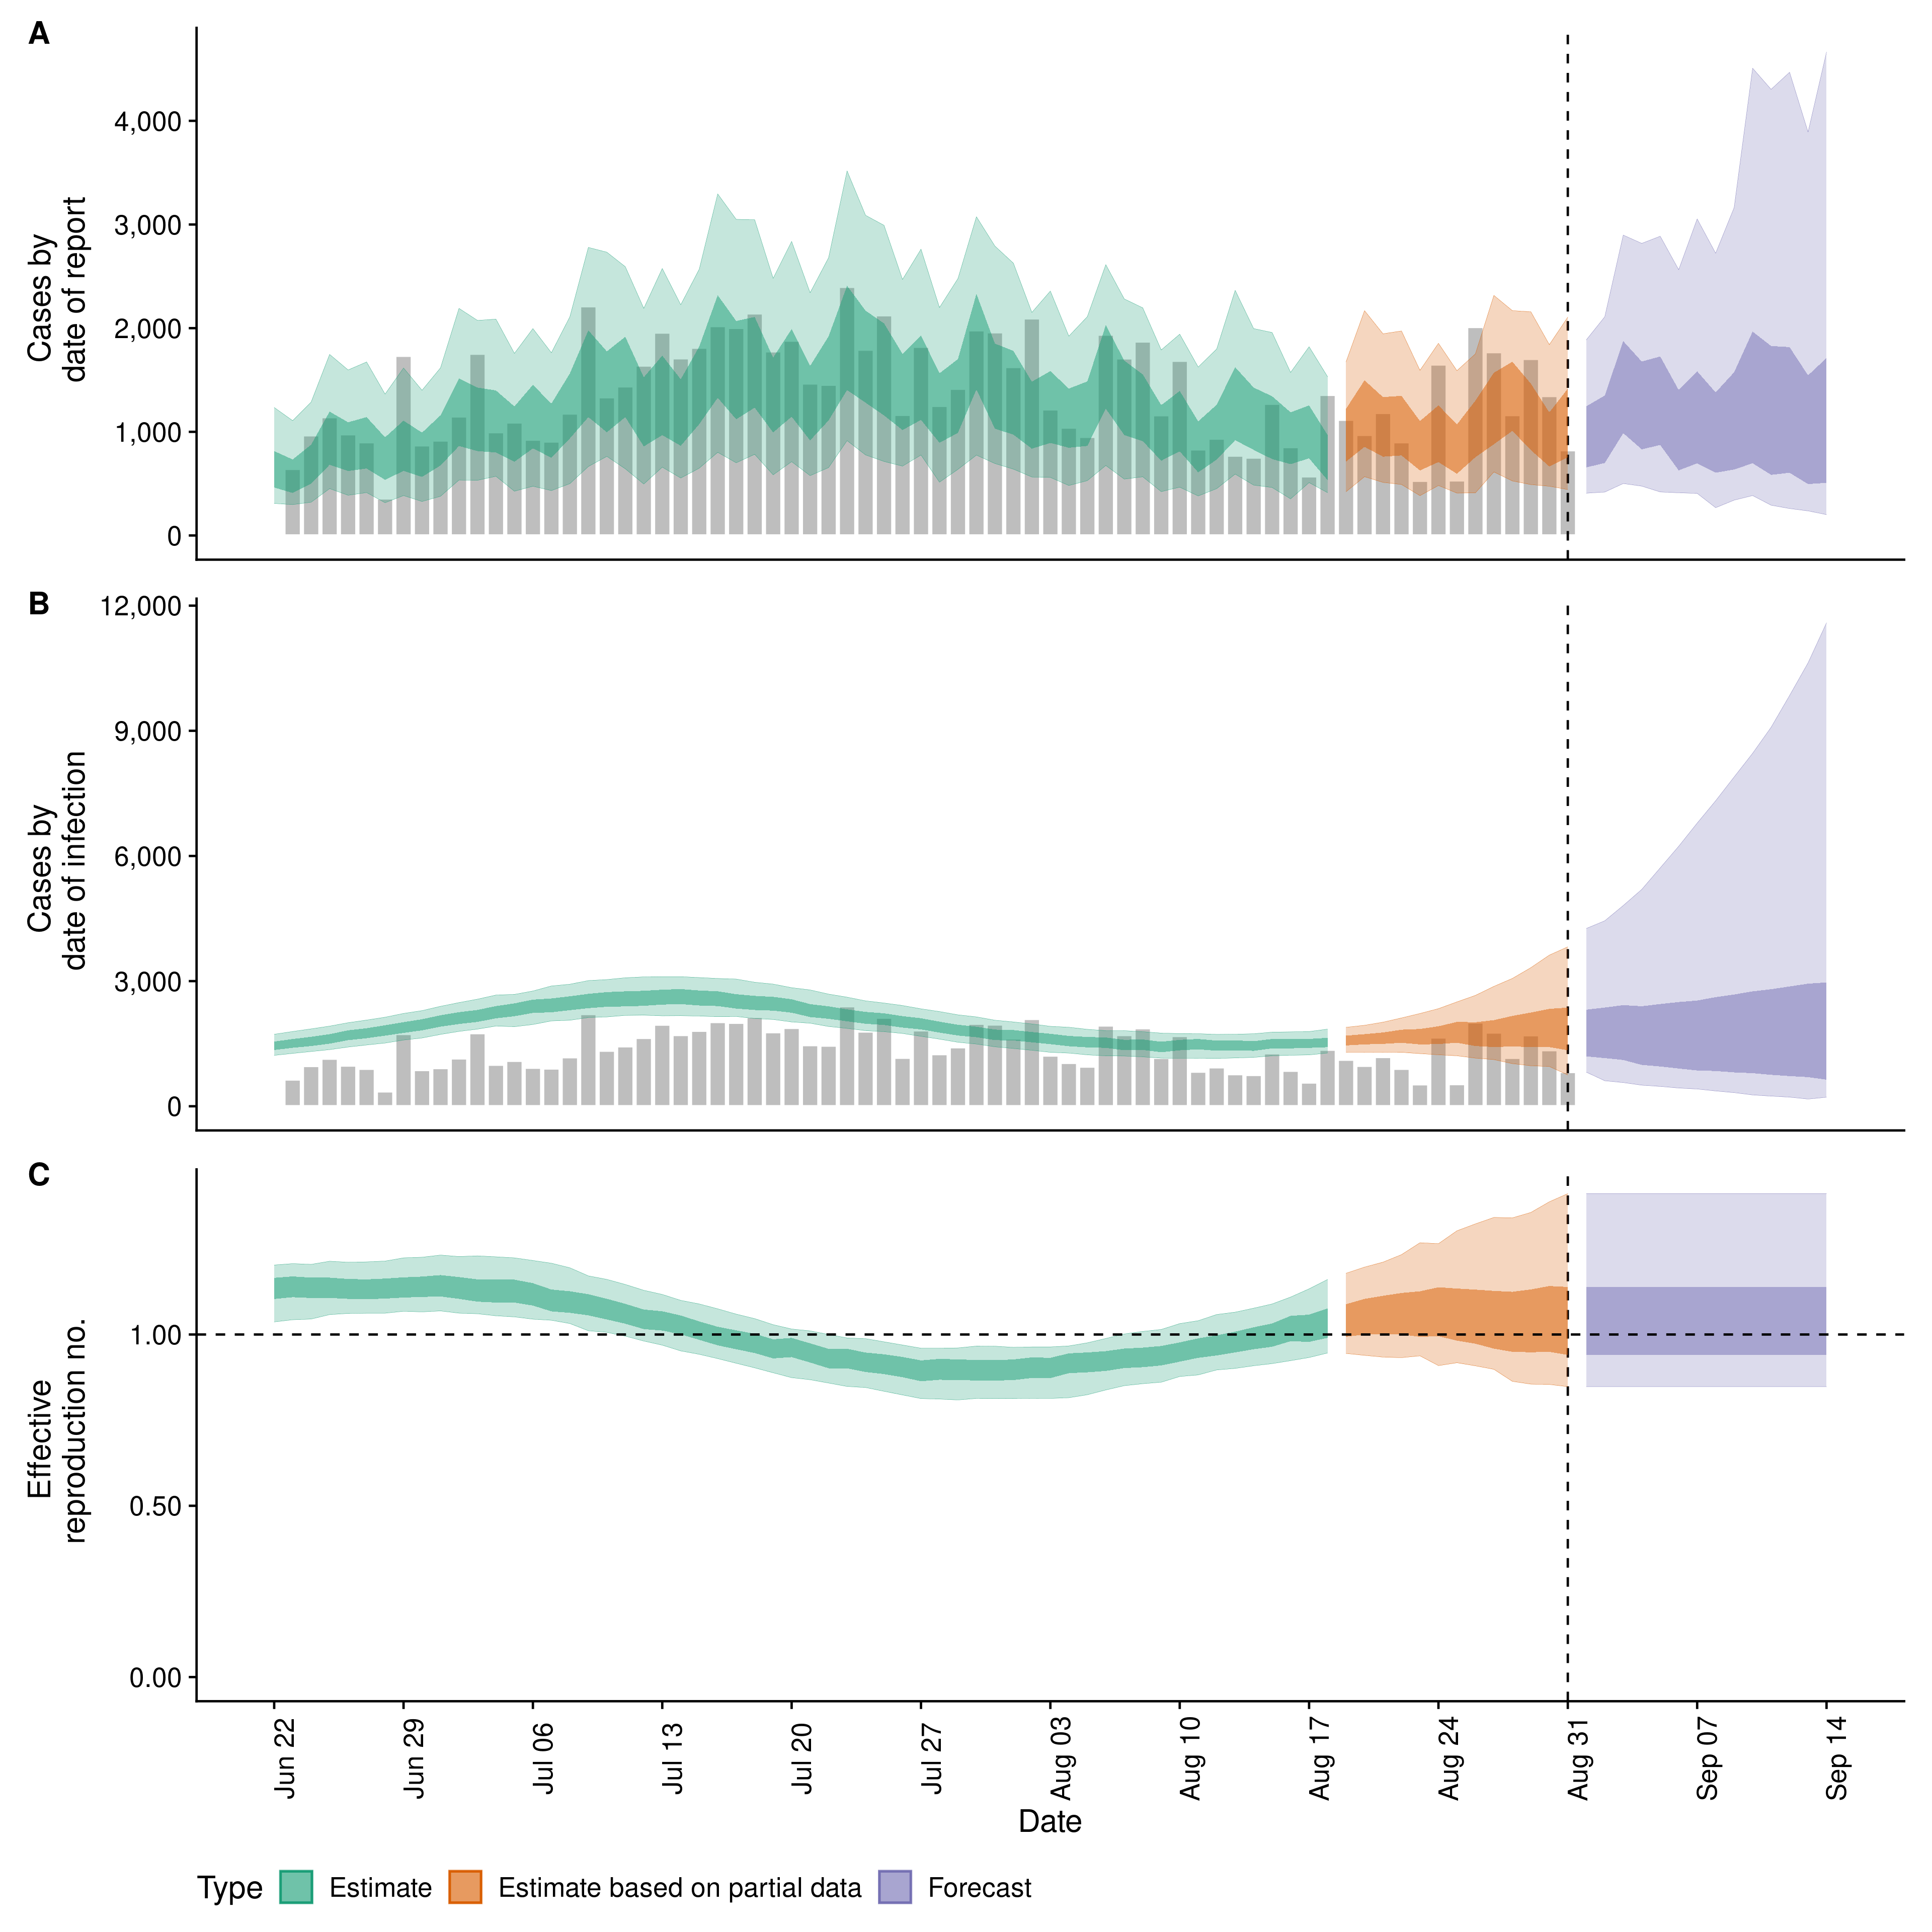 A
Cases by
date of report
4,000
3,000
2,000
1,000
0
B
Cases by
date of infection
12,000
9,000
6,000
3,000
0
C
Effective
reproduction no.
1.00
0.50
0.00
Jun 22
Jun 29
Jul 06
Jul 13
Jul 20
Jul 27
Aug 03
Aug 10
Aug 17
Aug 24
Aug 31
Sep 07
Sep 14
Date
Type Estimate Estimate based on partial data Forecast